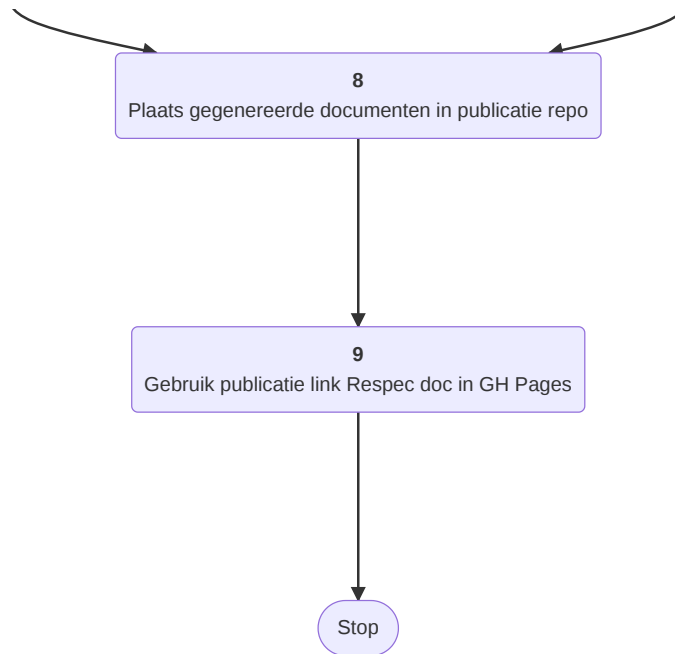 8
Plaats gegenereerde documenten in publicatie repo
9
Gebruik publicatie link Respec doc in GH Pages
Stop